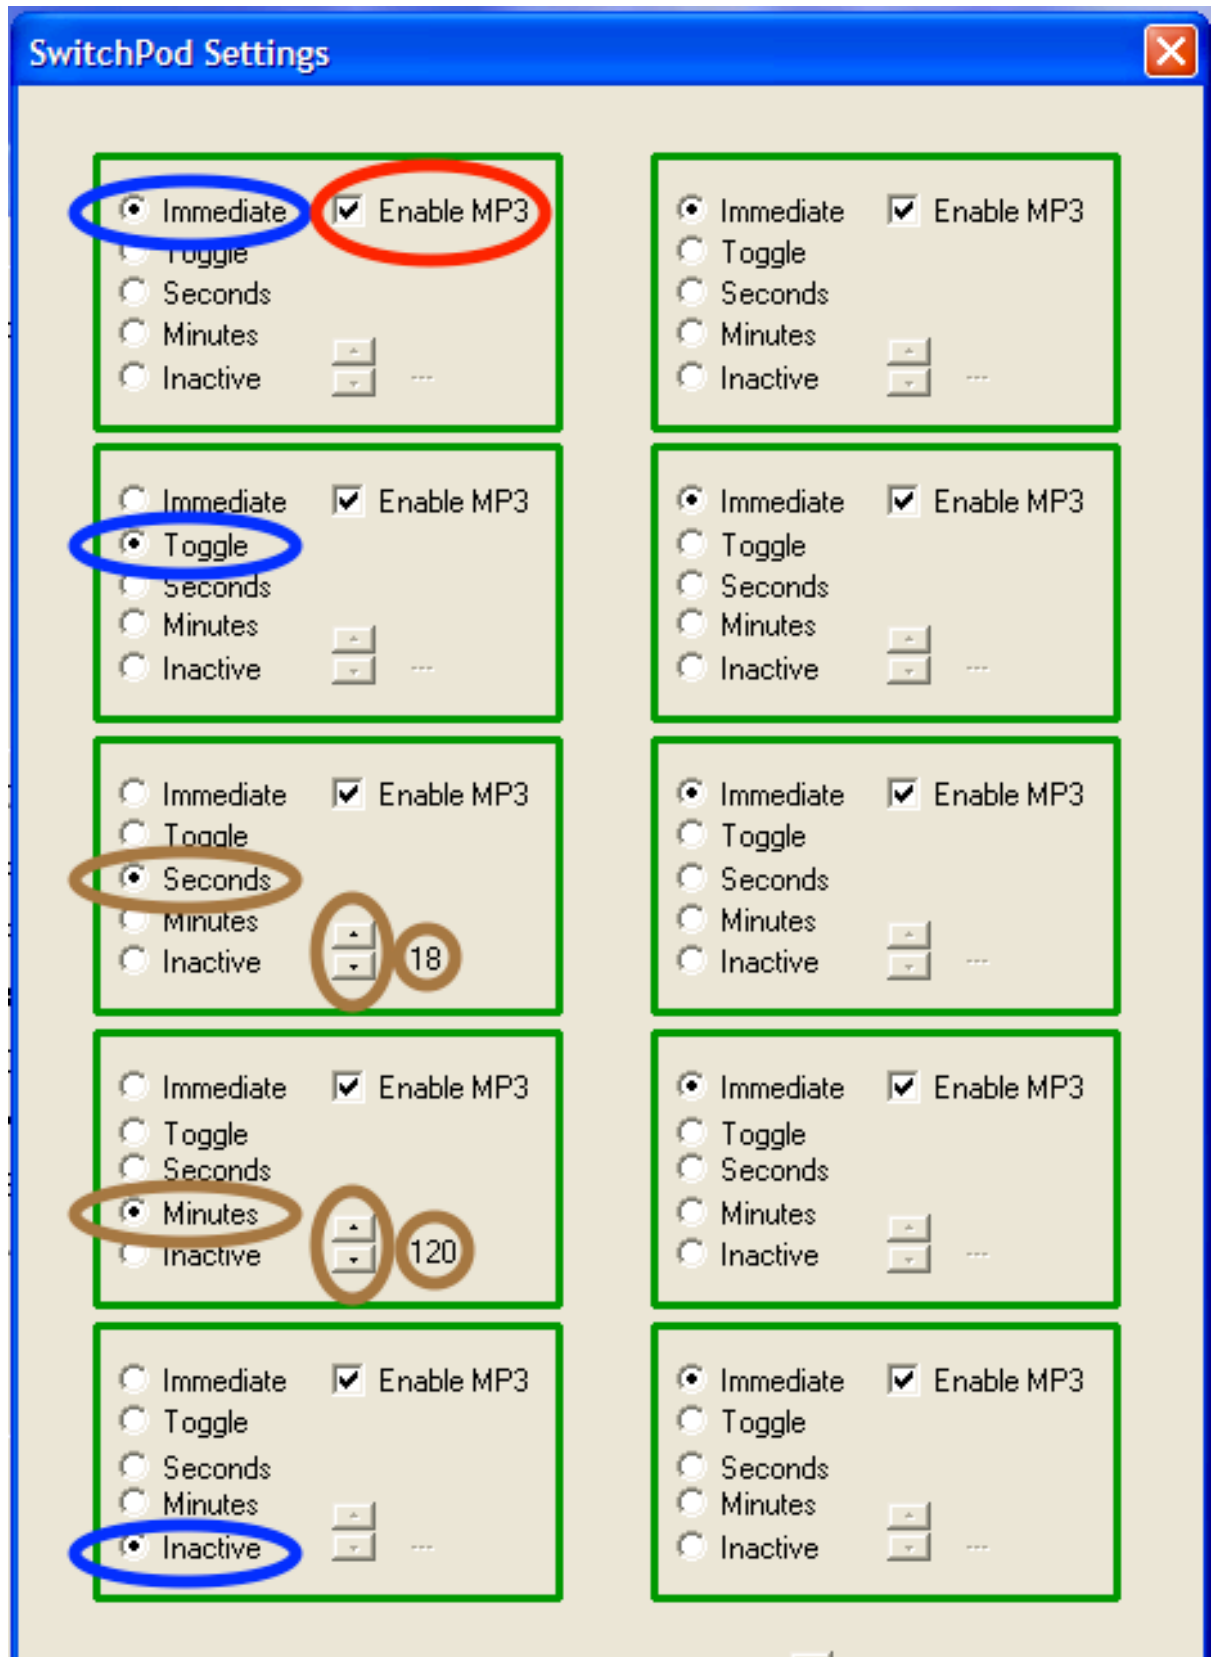 SwitchPod Settings
Immediate Enable MP3
Toggle
Seconds
Minutes
Inactive ---
Immediate Enable MP3
Toggle
Seconds
Minutes
Inactive ---
Immediate Enable MP3
Toggle
Seconds
Minutes
Inactive ---
Immediate Enable MP3
Toggle
Seconds
Minutes
Inactive ---
Immediate Enable MP3
Toggle
Seconds
Minutes
Inactive 18
Immediate Enable MP3
Toggle
Seconds
Minutes
Inactive ---
Immediate Enable MP3
Toggle
Seconds
Minutes
Inactive 120
Immediate Enable MP3
Toggle
Seconds
Minutes
Inactive ---
Immediate Enable MP3
Toggle
Seconds
Minutes
Inactive ---
Immediate Enable MP3
Toggle
Seconds
Minutes
Inactive ---